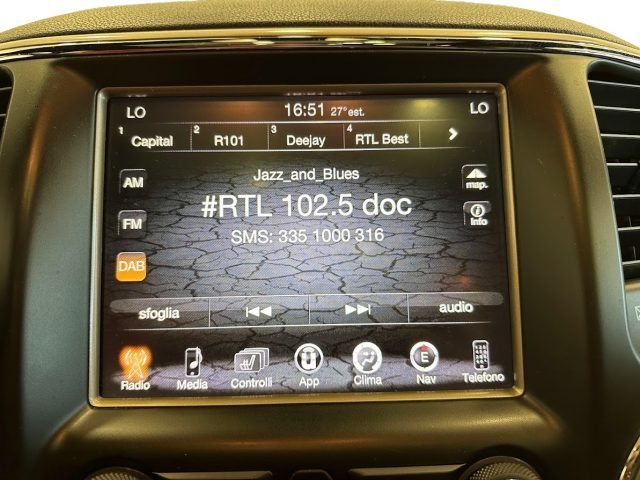 LO 16:51 27°est. LO
1 Capital 2 R101 3 Deejay 4 RTL Best
Jazz_and_Blues
AM
map.
#RTL 102.5 doc
FM
Info
SMS: 335 1000 316
DAB
sfoglia audio
Radio Media Controlli App Clima E Nav Telefono